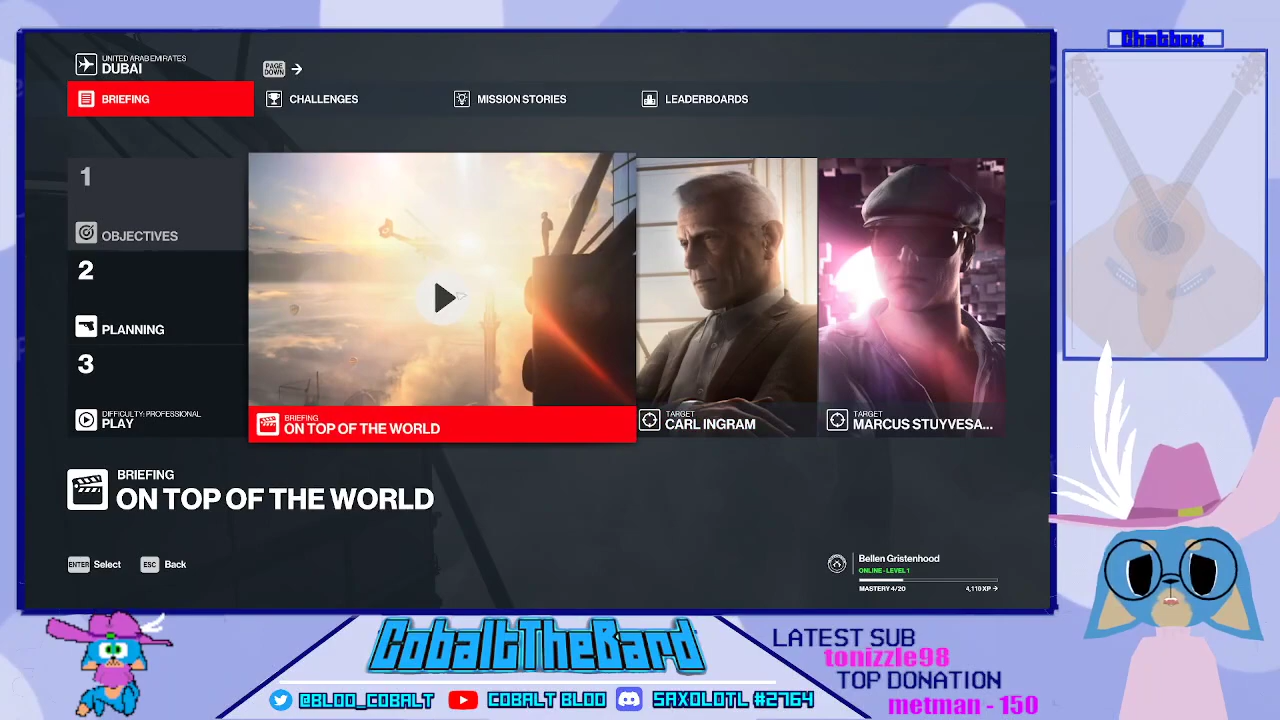 Chatbox
UNITED ARAB EMIRATES
DUBAI
PAGE DOWN
BRIEFING
CHALLENGES
MISSION STORIES
LEADERBOARDS
1
OBJECTIVES
2
PLANNING
3
DIFFICULTY: PROFESSIONAL
PLAY
BRIEFING
ON TOP OF THE WORLD
TARGET
CARL INGRAM
TARGET
MARCUS STUYVESA...
BRIEFING
ON TOP OF THE WORLD
ENTER Select
ESC Back
Bellen Gristenhood
ONLINE - LEVEL 1
MASTERY 4/20
4,110 XP
CobaltTheBard
@BLOO_COBALT
COBALT BLOO
SAXOLOTL #2764
LATEST SUB
tonizzle98
TOP DONATION
metman - 150